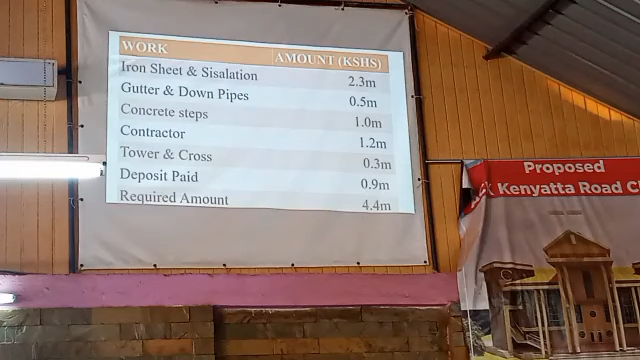 WORK AMOUNT (KSHS)
Iron Sheet & Sisalation 2.3m
Gutter & Down Pipes 0.5m
Concrete steps 1.0m
Contractor 1.2m
Tower & Cross 0.3m
Deposit Paid 0.9m
Required Amount 4.4m
Proposed
Kenyatta Road